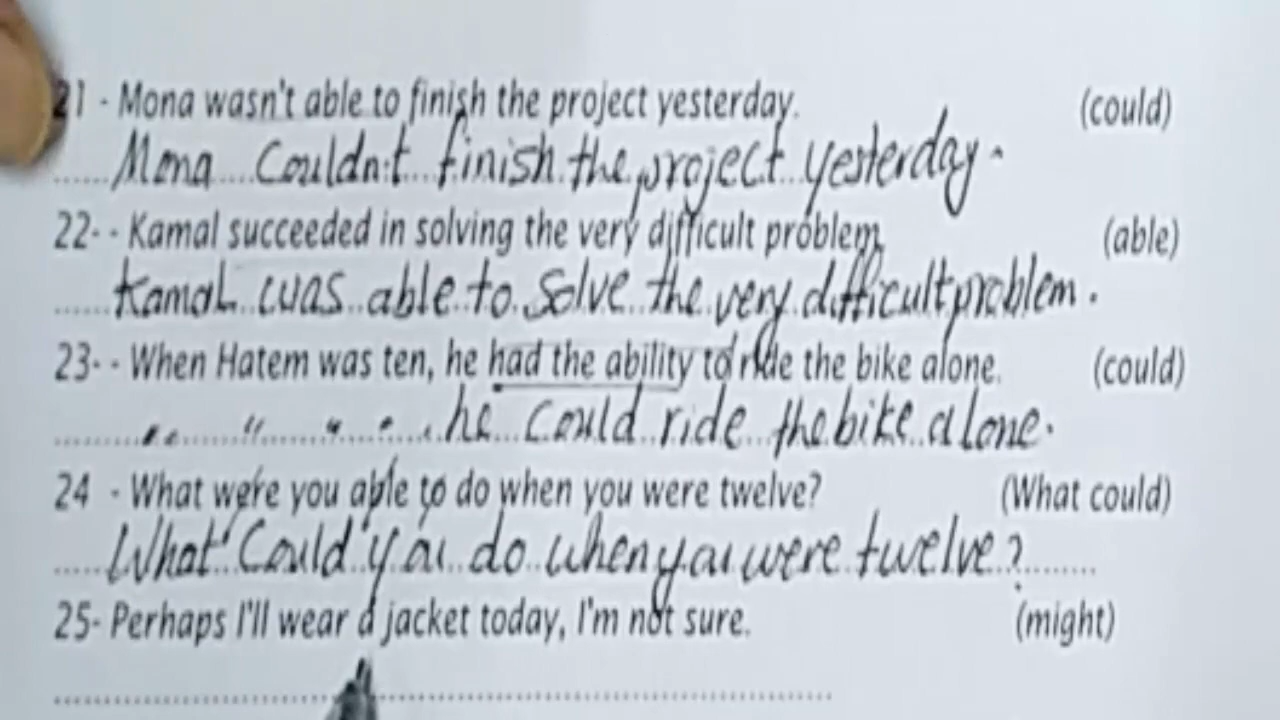 21 - Mona wasn't able to finish the project yesterday. (could)
Mona Couldn't finish the project yesterday.
22- - Kamal succeeded in solving the very difficult problem. (able)
Kamal was able to Solve the very difficult problem.
23- - When Hatem was ten, he had the ability to ride the bike alone. (could)
" " " " he Could ride the bike alone.
24 - What were you able to do when you were twelve? (What could)
What Could you do when you were twelve?
25- Perhaps I'll wear a jacket today, I'm not sure. (might)